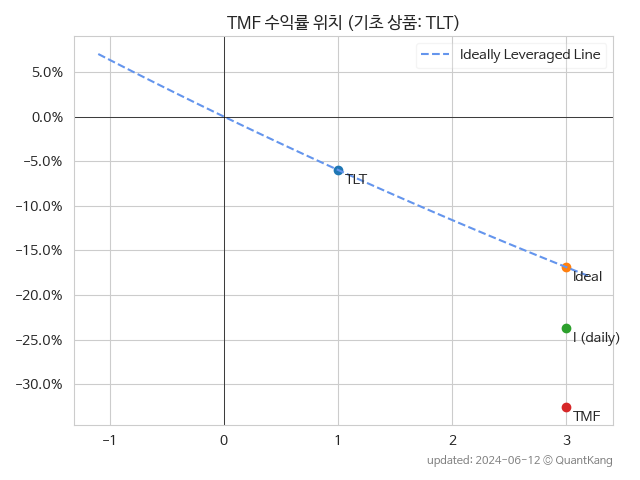 TMF 수익률 위치 (기초 상품: TLT)
Ideally Leveraged Line
5.0%
0.0%
−5.0%
−10.0%
−15.0%
−20.0%
−25.0%
−30.0%
TLT
Ideal
I (daily)
TMF
−1
0
1
2
3
updated: 2024-06-12 © QuantKang